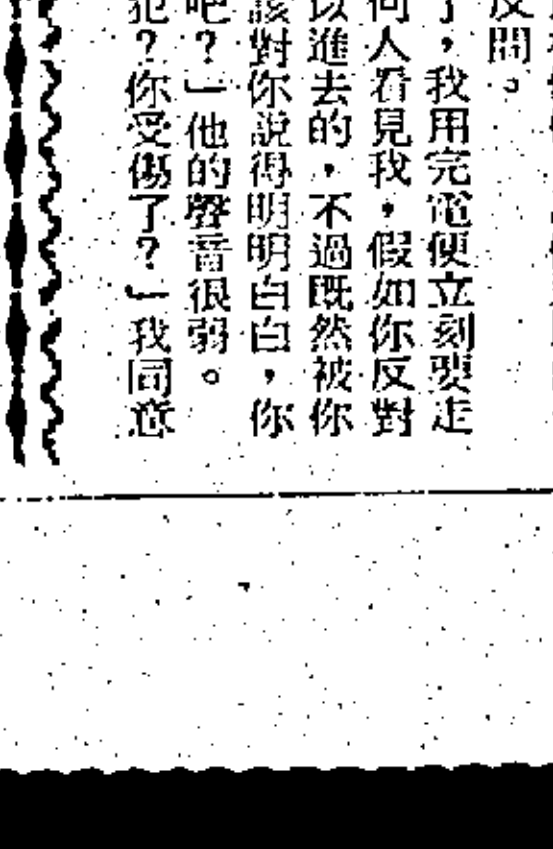 反問。
了，我用完電便立刻要走
何人看見我，假如你反對
以進去的，不過既然被你
該對你說得明明白白，你
吧？」他的聲音很弱。
犯？你受傷了？」我同意